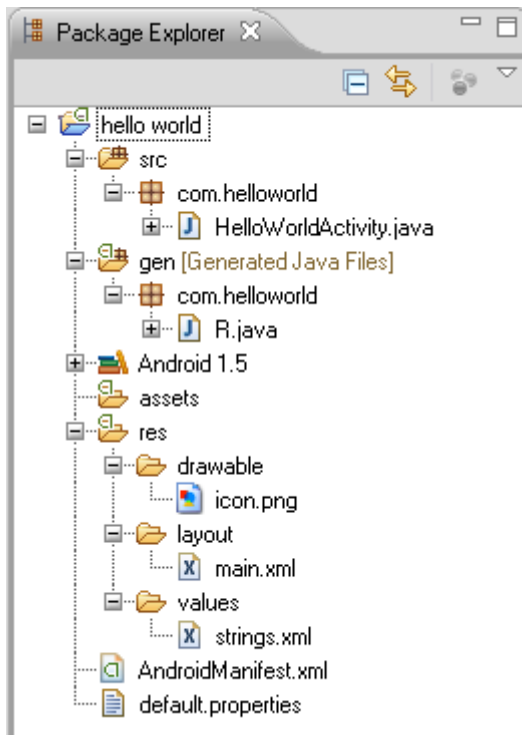 Package Explorer
hello world
src
com.helloworld
HelloWorldActivity.java
gen [Generated Java Files]
com.helloworld
R.java
Android 1.5
assets
res
drawable
icon.png
layout
main.xml
values
strings.xml
AndroidManifest.xml
default.properties